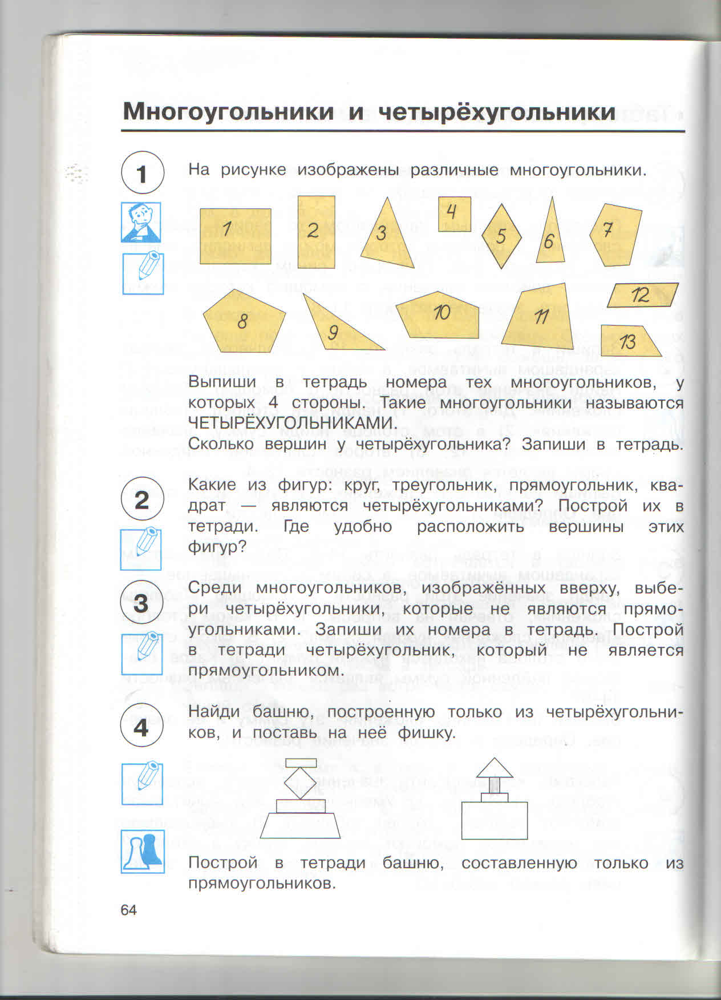 Многоугольники и четырёхугольники
1
На рисунке изображены различные многоугольники.
1 2 3 4 5 6 7
8 9 10 11 12
13
Выпиши в тетрадь номера тех многоугольников, у
которых 4 стороны. Такие многоугольники называются
ЧЕТЫРЁХУГОЛЬНИКАМИ.
Сколько вершин у четырёхугольника? Запиши в тетрадь.
2
Какие из фигур: круг, треугольник, прямоугольник, ква-
драт — являются четырёхугольниками? Построй их в
тетради. Где удобно расположить вершины этих
фигур?
3
Среди многоугольников, изображённых вверху, выбе-
ри четырёхугольники, которые не являются прямо-
угольниками. Запиши их номера в тетрадь. Построй
в тетради четырёхугольник, который не является
прямоугольником.
4
Найди башню, построенную только из четырёхугольни-
ков, и поставь на неё фишку.
Построй в тетради башню, составленную только из
прямоугольников.
64